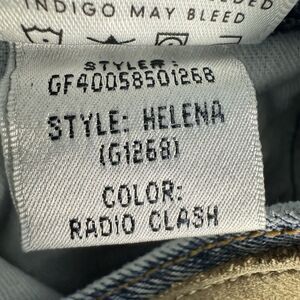 INDIGO MAY BLEED
STYLE#:
GF40058501268
STYLE: HELENA
(G1268)
COLOR:
RADIO CLASH